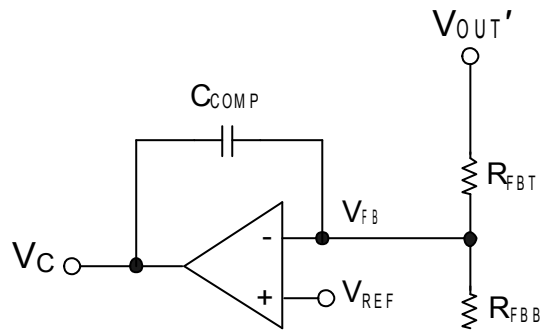 VOUT'
CCOMP
RFBT
VFB
-
VC
+
VREF
RFBB